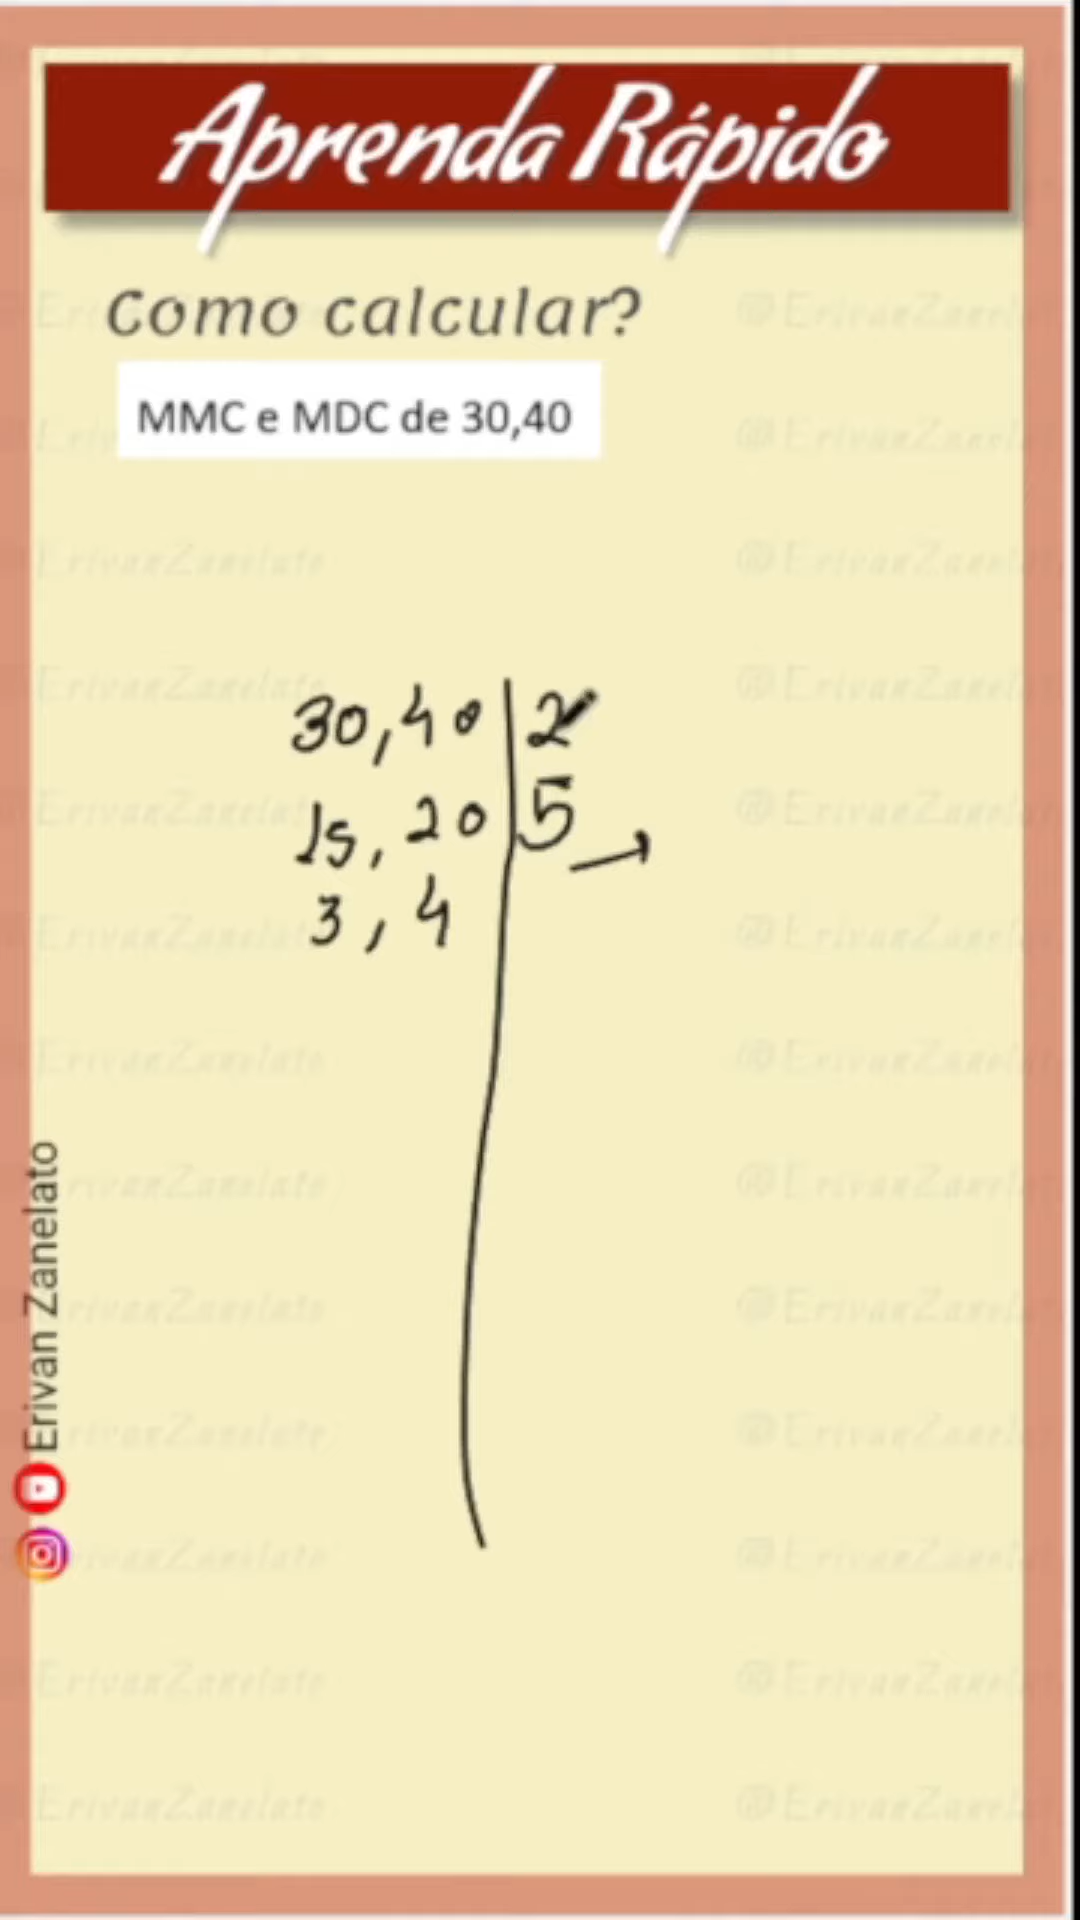 Aprenda Rápido
Como calcular?
MMC e MDC de 30,40
30,40 | 2
15,20 | 5 →
3,4
Erivan Zanelato
@ErivanZanelato